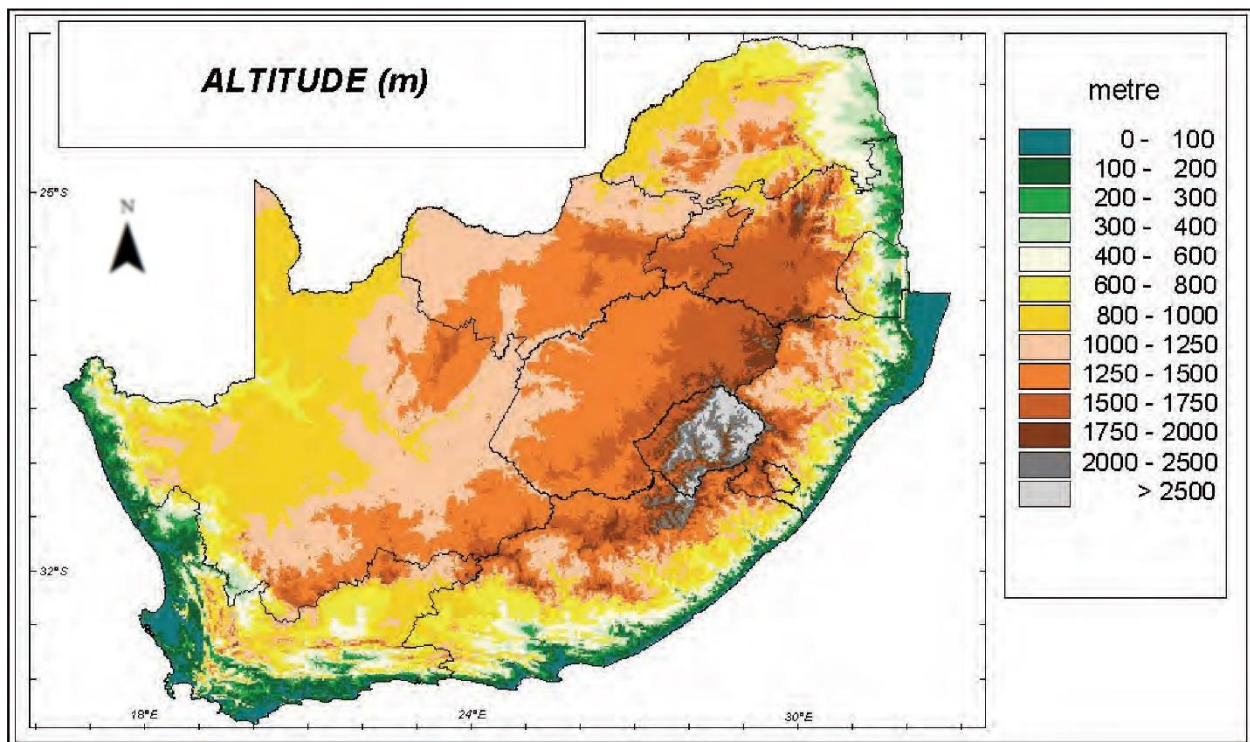 ALTITUDE (m)
metre
0 - 100
100 - 200
200 - 300
300 - 400
400 - 600
600 - 800
800 - 1000
1000 - 1250
1250 - 1500
1500 - 1750
1750 - 2000
2000 - 2500
> 2500
N
25°S
32°S
18°E
24°E
30°E